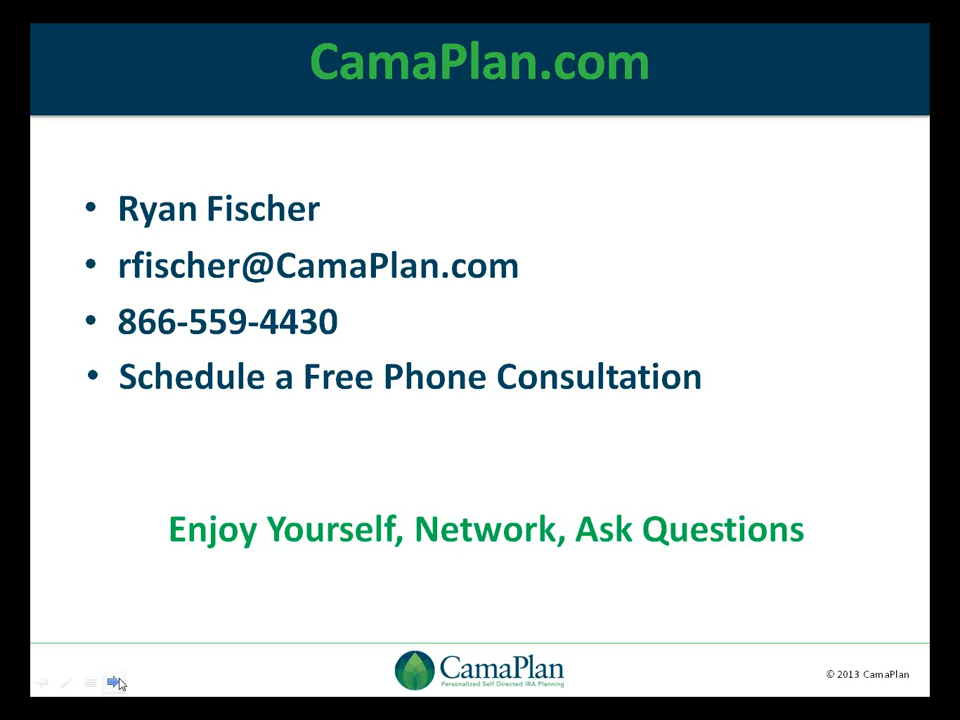 CamaPlan.com
• Ryan Fischer
• rfischer@CamaPlan.com
• 866-559-4430
• Schedule a Free Phone Consultation
Enjoy Yourself, Network, Ask Questions
CamaPlan
Personalized Self Directed IRA Planning
© 2013 CamaPlan